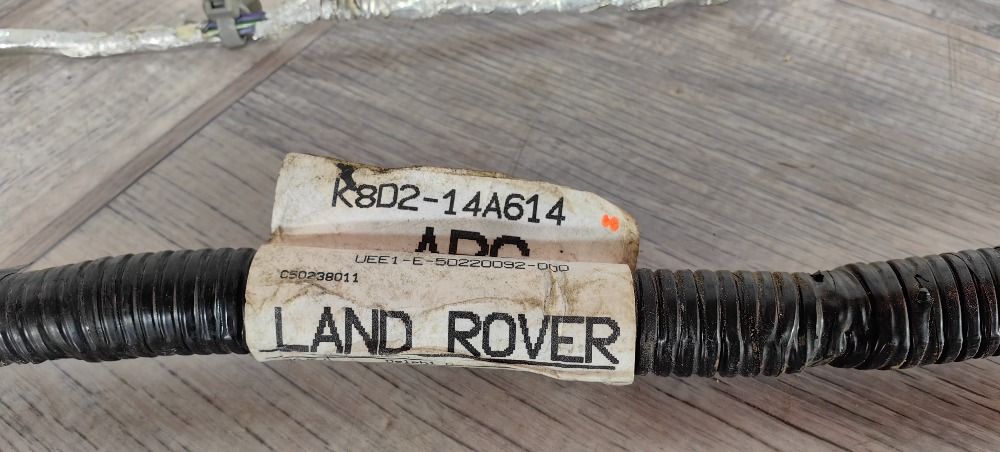 K8D2-14A614
UEE1-E-50220092-000
C50238011
LAND ROVER